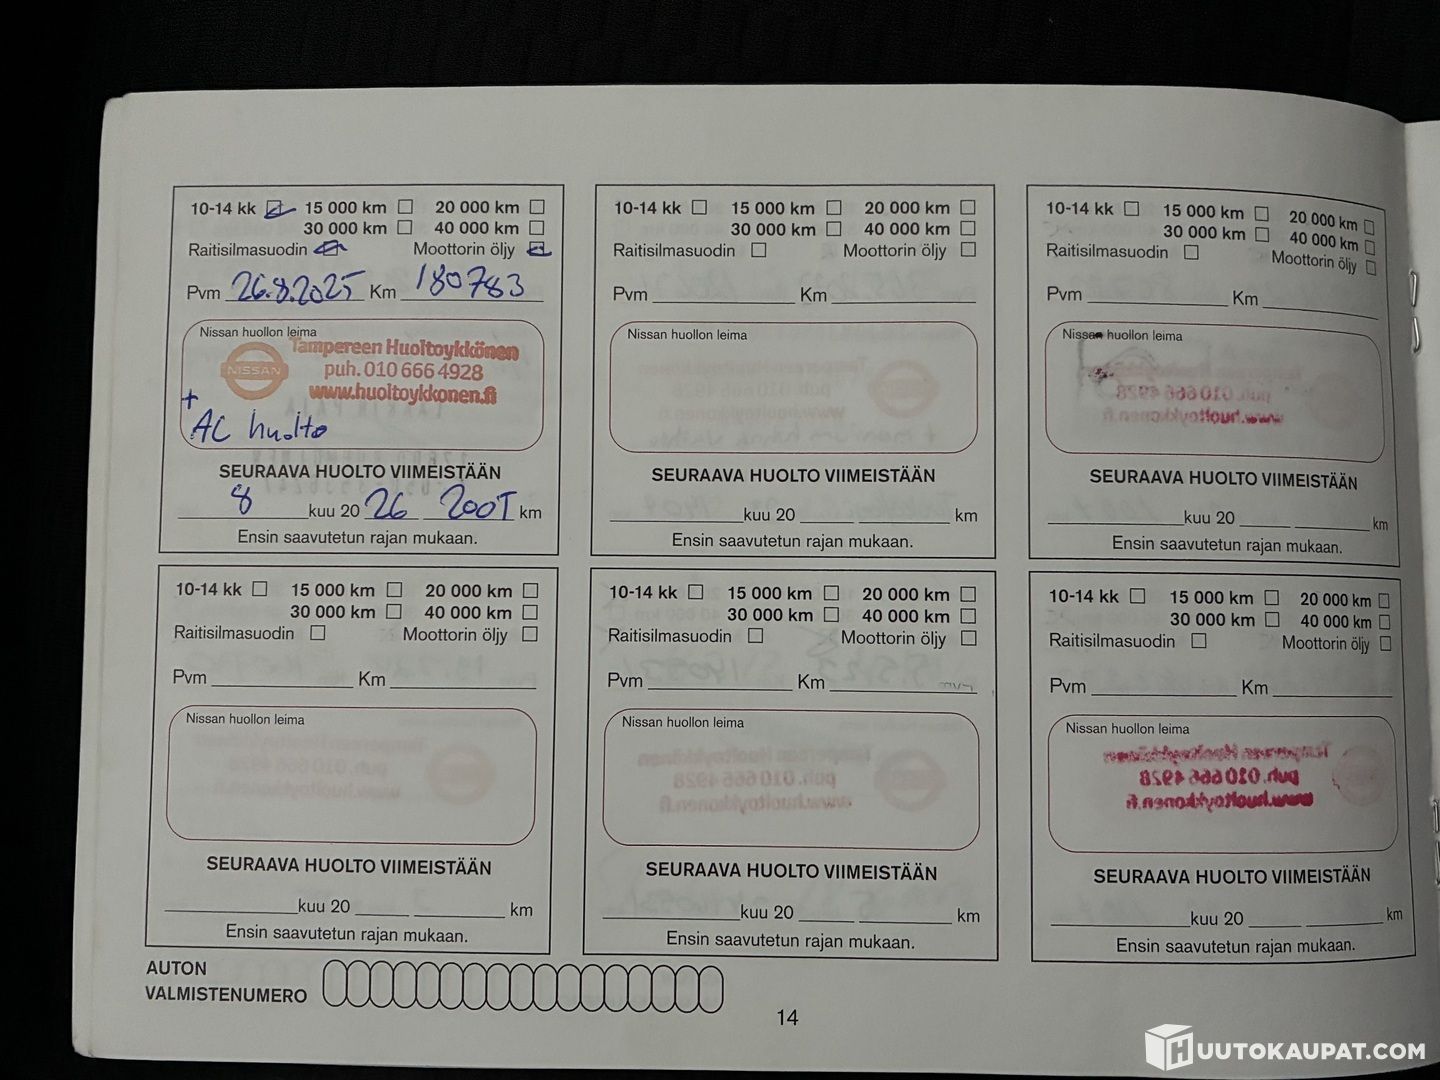 10-14 kk 15 000 km 20 000 km
30 000 km 40 000 km
Raitisilmasuodin Moottorin öljy
Pvm 26.8.2025 Km 180783
Nissan huollon leima
NISSAN
Tampereen Huoltoykkönen
puh. 010 666 4928
www.huoltoykkonen.fi
+
AC huolto
SEURAAVA HUOLTO VIIMEISTÄÄN
8 kuu 20 26 200T km
Ensin saavutetun rajan mukaan.
10-14 kk 15 000 km 20 000 km
30 000 km 40 000 km
Raitisilmasuodin Moottorin öljy
Pvm Km
Nissan huollon leima
SEURAAVA HUOLTO VIIMEISTÄÄN
kuu 20 km
Ensin saavutetun rajan mukaan.
10-14 kk 15 000 km 20 000 km
30 000 km 40 000 km
Raitisilmasuodin Moottorin öljy
Pvm Km
Nissan huollon leima
SEURAAVA HUOLTO VIIMEISTÄÄN
kuu 20 km
Ensin saavutetun rajan mukaan.
10-14 kk 15 000 km 20 000 km
30 000 km 40 000 km
Raitisilmasuodin Moottorin öljy
Pvm Km
Nissan huollon leima
SEURAAVA HUOLTO VIIMEISTÄÄN
kuu 20 km
Ensin saavutetun rajan mukaan.
10-14 kk 15 000 km 20 000 km
30 000 km 40 000 km
Raitisilmasuodin Moottorin öljy
Pvm Km
Nissan huollon leima
SEURAAVA HUOLTO VIIMEISTÄÄN
kuu 20 km
Ensin saavutetun rajan mukaan.
10-14 kk 15 000 km 20 000 km
30 000 km 40 000 km
Raitisilmasuodin Moottorin öljy
Pvm Km
Nissan huollon leima
Tampereen Huoltoykkönen
puh. 010 666 4928
www.huoltoykkonen.fi
SEURAAVA HUOLTO VIIMEISTÄÄN
kuu 20 km
Ensin saavutetun rajan mukaan.
AUTON
VALMISTENUMERO
14
HUUTOKAUPAT.COM